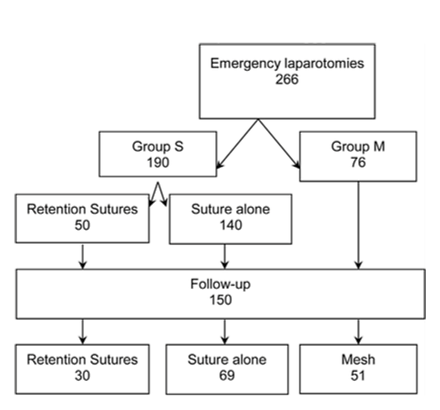 Emergency laparotomies
266
Group S
190
Group M
76
Retention Sutures
50
Suture alone
140
Follow-up
150
Retention Sutures
30
Suture alone
69
Mesh
51